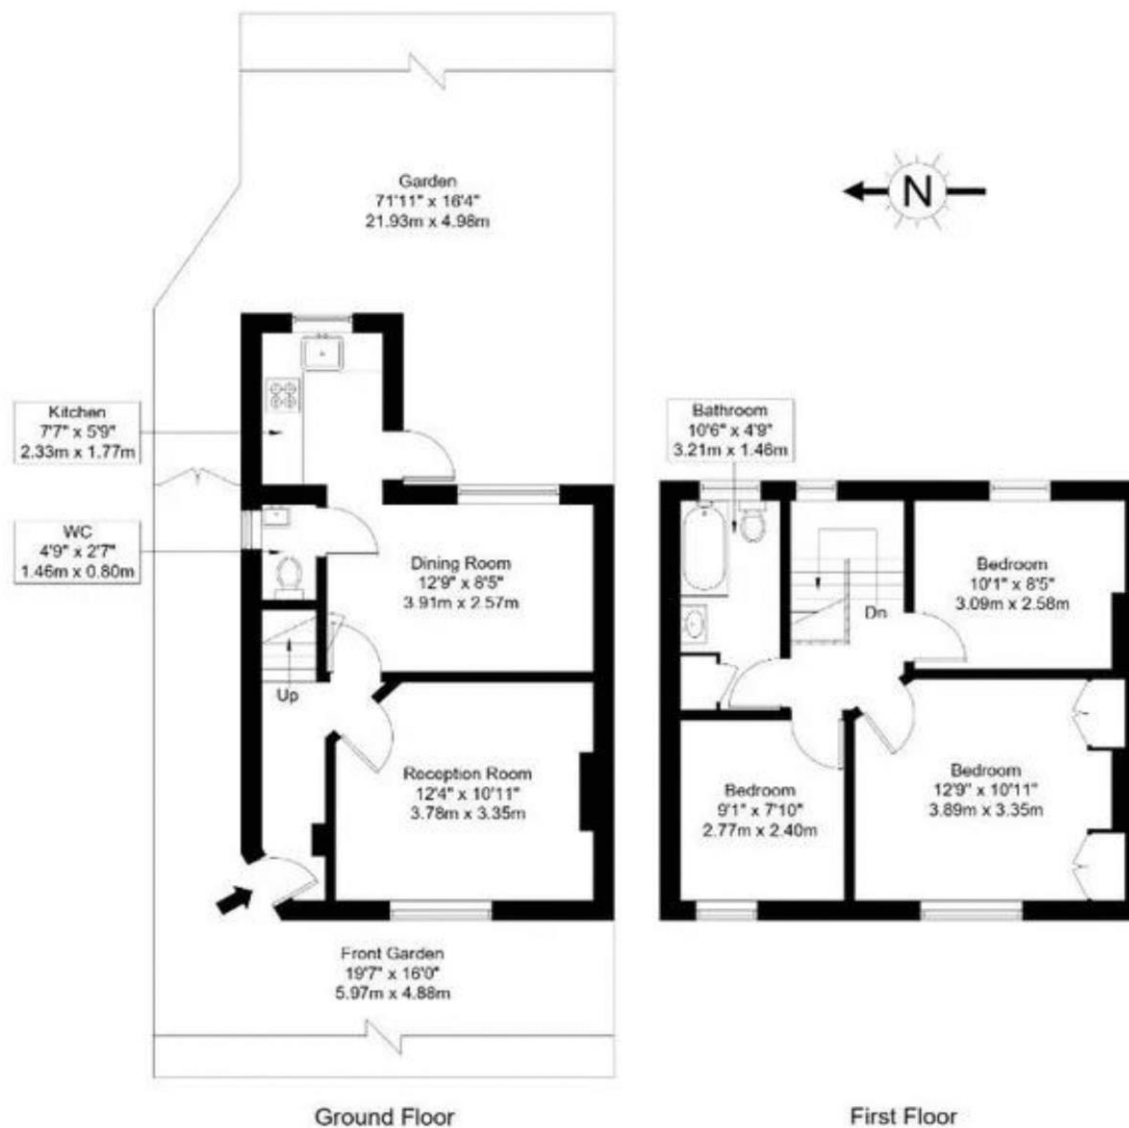 Garden
71'11" x 16'4"
21.93m x 4.98m
N
Kitchen
7'7" x 5'9"
2.33m x 1.77m
WC
4'9" x 2'7"
1.46m x 0.80m
Dining Room
12'9" x 8'5"
3.91m x 2.57m
Up
Reception Room
12'4" x 10'11"
3.78m x 3.35m
Front Garden
19'7" x 16'0"
5.97m x 4.88m
Ground Floor
Bathroom
10'6" x 4'9"
3.21m x 1.46m
Dn
Bedroom
10'1" x 8'5"
3.09m x 2.58m
Bedroom
9'1" x 7'10"
2.77m x 2.40m
Bedroom
12'9" x 10'11"
3.89m x 3.35m
First Floor